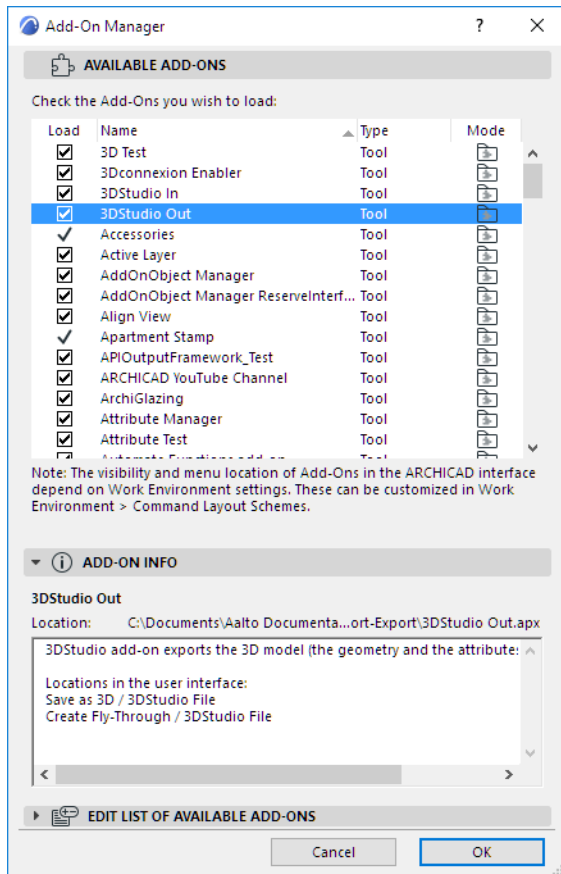 Add-On Manager ?
AVAILABLE ADD-ONS
Check the Add-Ons you wish to load:
Load Name Type Mode
3D Test Tool
3Dconnexion Enabler Tool
3DStudio In Tool
3DStudio Out Tool
Accessories Tool
Active Layer Tool
AddOnObject Manager Tool
AddOnObject Manager ReserveInterf... Tool
Align View Tool
Apartment Stamp Tool
APIOutputFramework_Test Tool
ARCHICAD YouTube Channel Tool
ArchiGlazing Tool
Attribute Manager Tool
Attribute Test Tool
Automate Functions add-on Tool
Note: The visibility and menu location of Add-Ons in the ARCHICAD interface
depend on Work Environment settings. These can be customized in Work
Environment > Command Layout Schemes.
ADD-ON INFO
3DStudio Out
Location: C:\Documents\Aalto Documenta...ort-Export\3DStudio Out.apx
3DStudio add-on exports the 3D model (the geometry and the attribute
Locations in the user interface:
Save as 3D / 3DStudio File
Create Fly-Through / 3DStudio File
EDIT LIST OF AVAILABLE ADD-ONS
Cancel OK